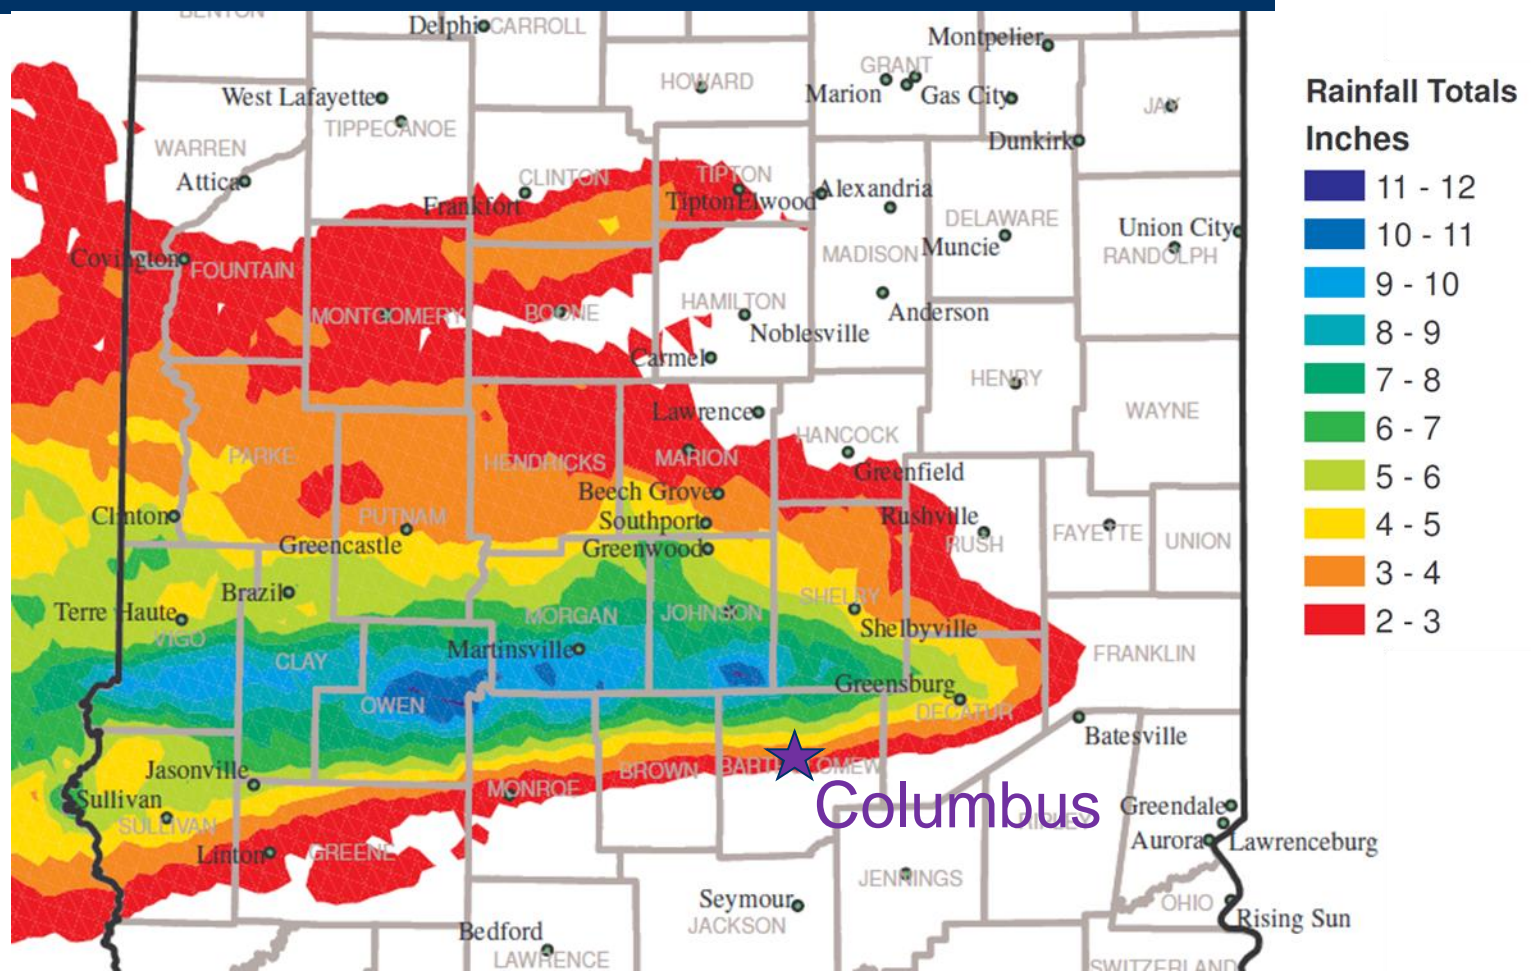 BENTON
Delphi
CARROLL
Montpelier
GRANT
HOWARD
Marion
Gas City
West Lafayette
JAY
TIPPECANOE
Dunkirk
WARREN
Attica
CLINTON
TIPTON
Frankfort
Tipton
Elwood
Alexandria
DELAWARE
Union City
Covington
FOUNTAIN
MADISON
Muncie
RANDOLPH
MONTGOMERY
BOONE
HAMILTON
Anderson
Noblesville
Carmel
HENRY
Lawrence
WAYNE
HANCOCK
PARKE
HENDRICKS
MARION
Greenfield
Beech Grove
Clinton
PUTNAM
Southport
Rushville
Greencastle
Greenwood
RUSH
FAYETTE
UNION
Brazil
SHELBY
Terre Haute
MORGAN
JOHNSON
VIGO
Shelbyville
CLAY
Martinsville
FRANKLIN
Greensburg
OWEN
DECATUR
Batesville
Jasonville
BROWN
BARTHOLOMEW
Sullivan
MONROE
Columbus
Greendale
SULLIVAN
RIPLEY
Aurora
Lawrenceburg
Linton
GREENE
JENNINGS
Seymour
OHIO
JACKSON
Rising Sun
Bedford
LAWRENCE
SWITZERLAND
Rainfall Totals
Inches
11 - 12
10 - 11
9 - 10
8 - 9
7 - 8
6 - 7
5 - 6
4 - 5
3 - 4
2 - 3